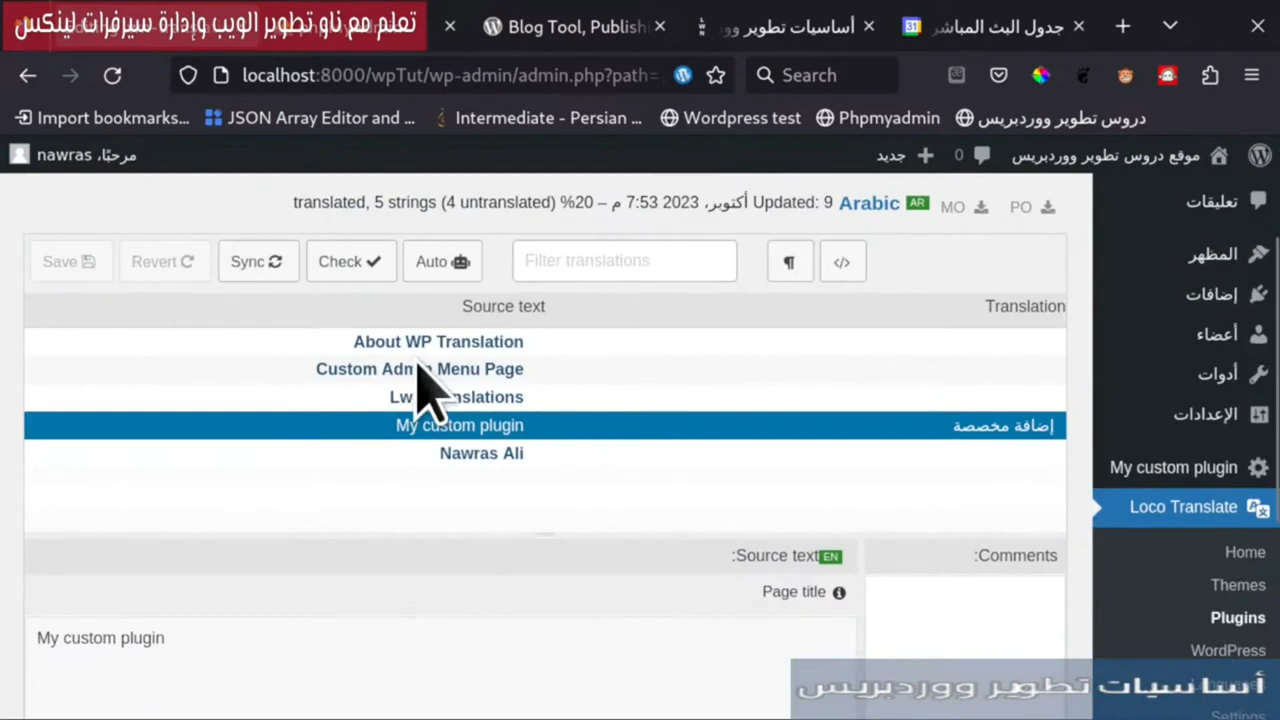 تعلم مع ناو تطوير الويب وإدارة سيرفرات لينكس
Blog Tool, Publish
أساسيات تطوير وور
جدول البث المباشر
31
localhost:8000/wpTut/wp-admin/admin.php?path=
Search
Import bookmarks...
JSON Array Editor and ...
Intermediate - Persian ...
Wordpress test
Phpmyadmin
دروس تطوير ووردبريس
موقع دروس تطوير ووردبريس
0
جديد
مرحبًا، nawras
translated, 5 strings (4 untranslated) %20 – أكتوبر، 2023 7:53 م Updated: 9 Arabic AR
MO
PO
Save
Revert
Sync
Check
Auto
Filter translations
¶
</>
Source text
Translation
About WP Translation
Custom Adm Menu Page
Lw nslations
My custom plugin
إضافة مخصصة
Nawras Ali
:Source text EN
:Comments
Page title
My custom plugin
تعليقات
المظهر
إضافات
أعضاء
أدوات
الإعدادات
My custom plugin
Loco Translate
Home
Themes
Plugins
WordPress
Settings
أساسيات تطوير ووردبريس